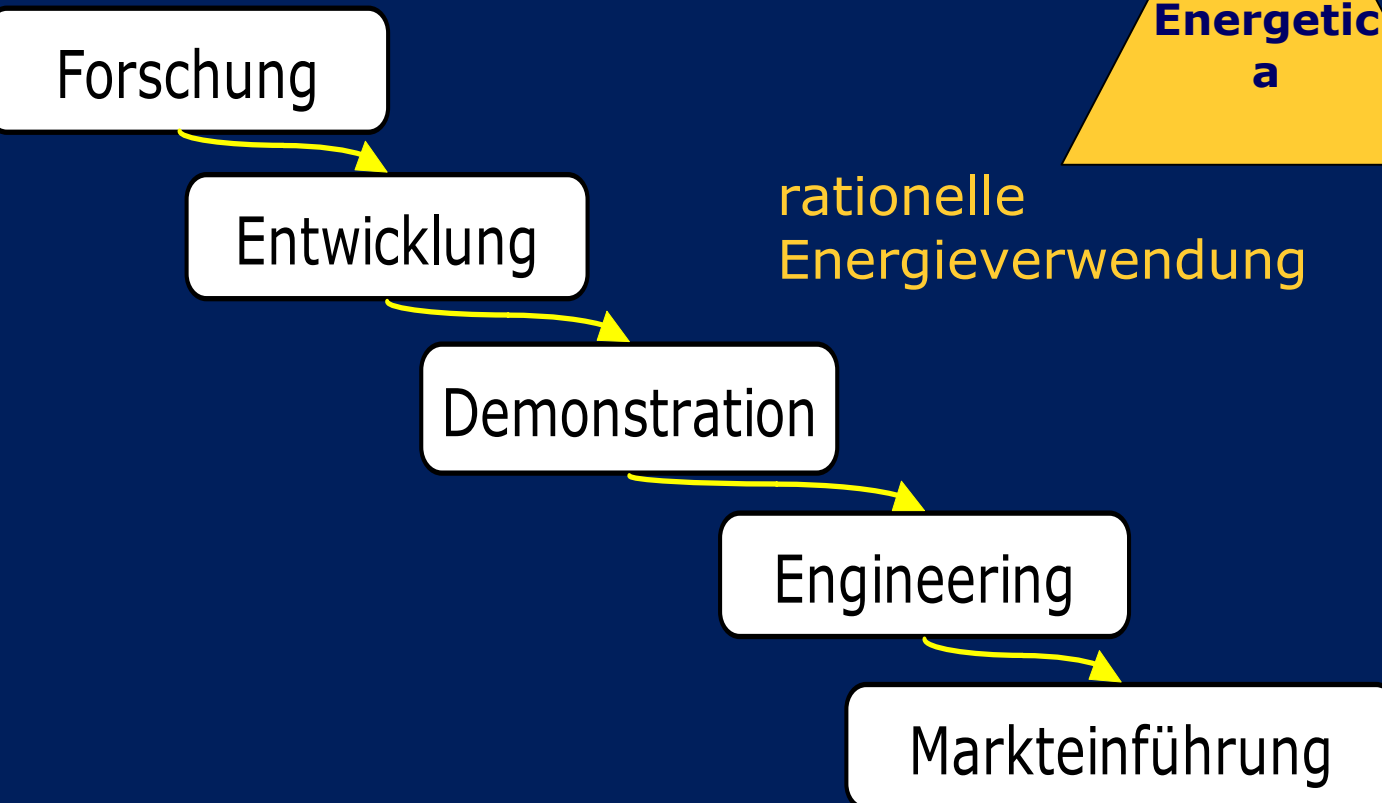 Energetic
a
Forschung
rationelle
Energieverwendung
Entwicklung
Demonstration
Engineering
Markteinführung